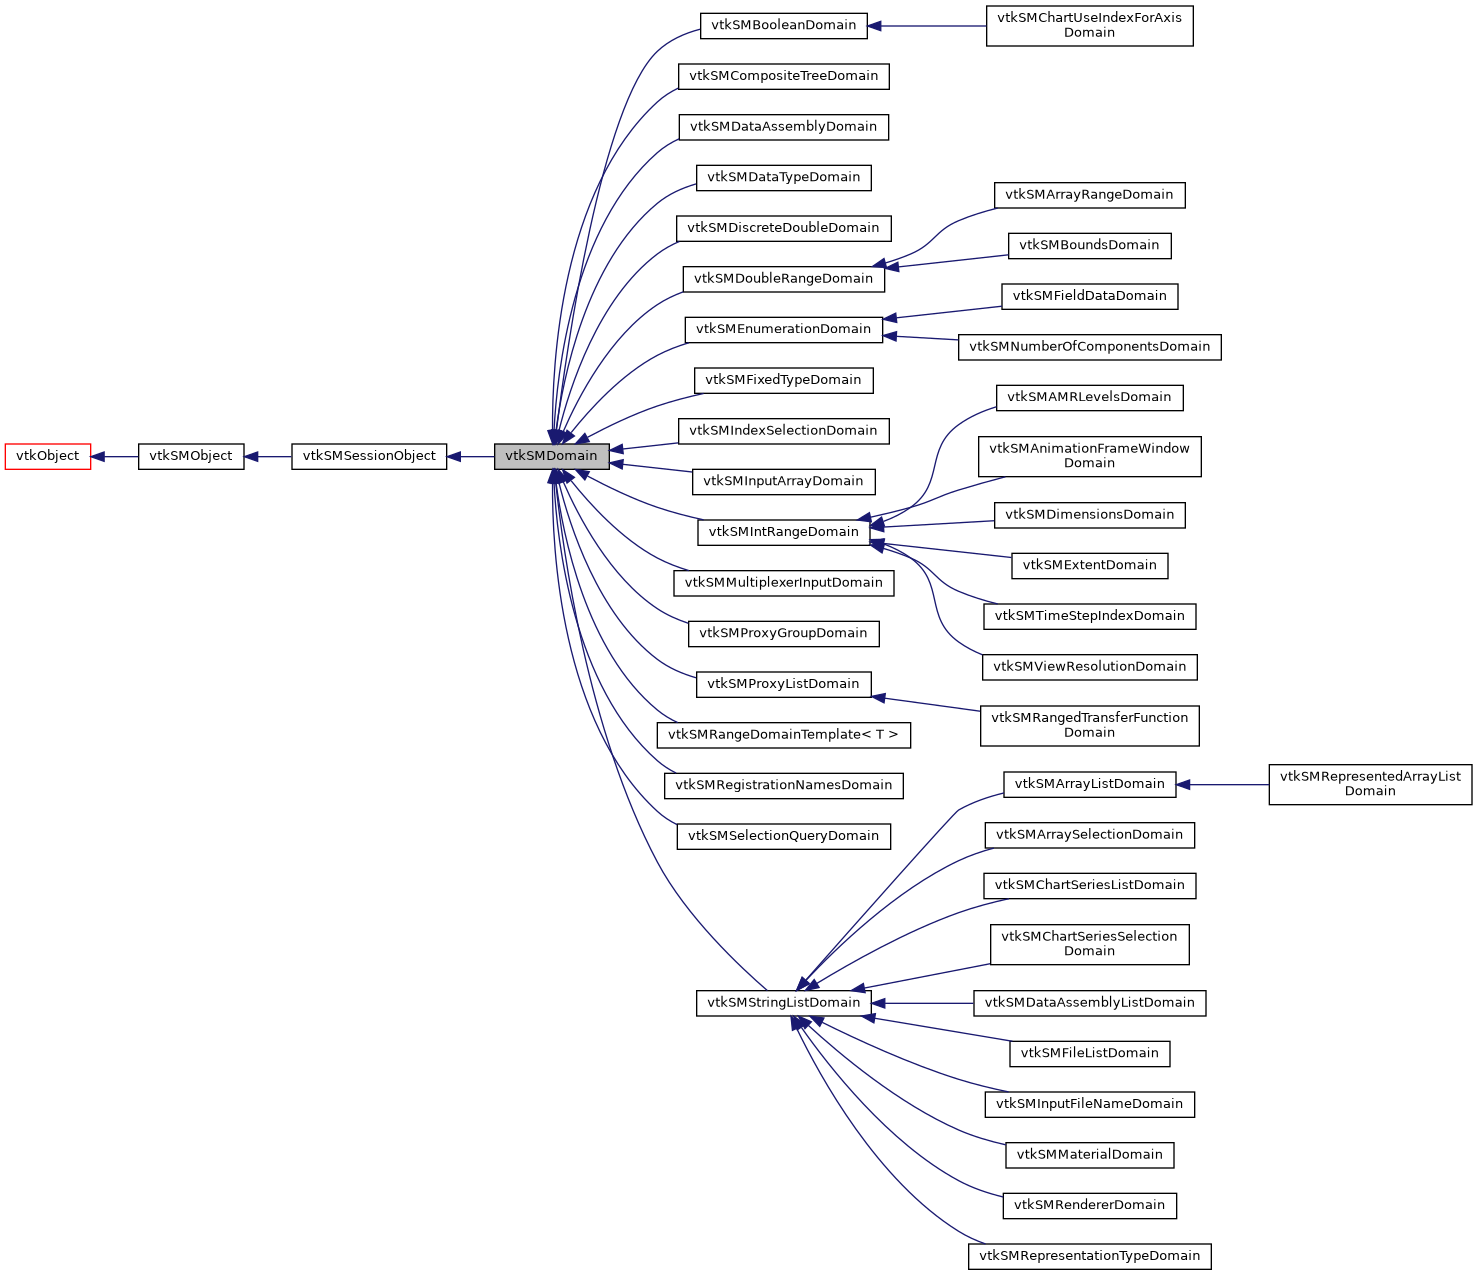 vtkObject
vtkSMObject
vtkSMSessionObject
vtkSMDomain
vtkSMBooleanDomain
vtkSMCompositeTreeDomain
vtkSMDataAssemblyDomain
vtkSMDataTypeDomain
vtkSMDiscreteDoubleDomain
vtkSMDoubleRangeDomain
vtkSMEnumerationDomain
vtkSMFixedTypeDomain
vtkSMIndexSelectionDomain
vtkSMInputArrayDomain
vtkSMIntRangeDomain
vtkSMMultiplexerInputDomain
vtkSMProxyGroupDomain
vtkSMProxyListDomain
vtkSMRangeDomainTemplate< T >
vtkSMRegistrationNamesDomain
vtkSMSelectionQueryDomain
vtkSMStringListDomain
vtkSMChartUseIndexForAxis
Domain
vtkSMArrayRangeDomain
vtkSMBoundsDomain
vtkSMFieldDataDomain
vtkSMNumberOfComponentsDomain
vtkSMAMRLevelsDomain
vtkSMAnimationFrameWindow
Domain
vtkSMDimensionsDomain
vtkSMExtentDomain
vtkSMTimeStepIndexDomain
vtkSMViewResolutionDomain
vtkSMRangedTransferFunction
Domain
vtkSMArrayListDomain
vtkSMArraySelectionDomain
vtkSMChartSeriesListDomain
vtkSMChartSeriesSelection
Domain
vtkSMDataAssemblyListDomain
vtkSMFileListDomain
vtkSMInputFileNameDomain
vtkSMMaterialDomain
vtkSMRendererDomain
vtkSMRepresentationTypeDomain
vtkSMRepresentedArrayList
Domain